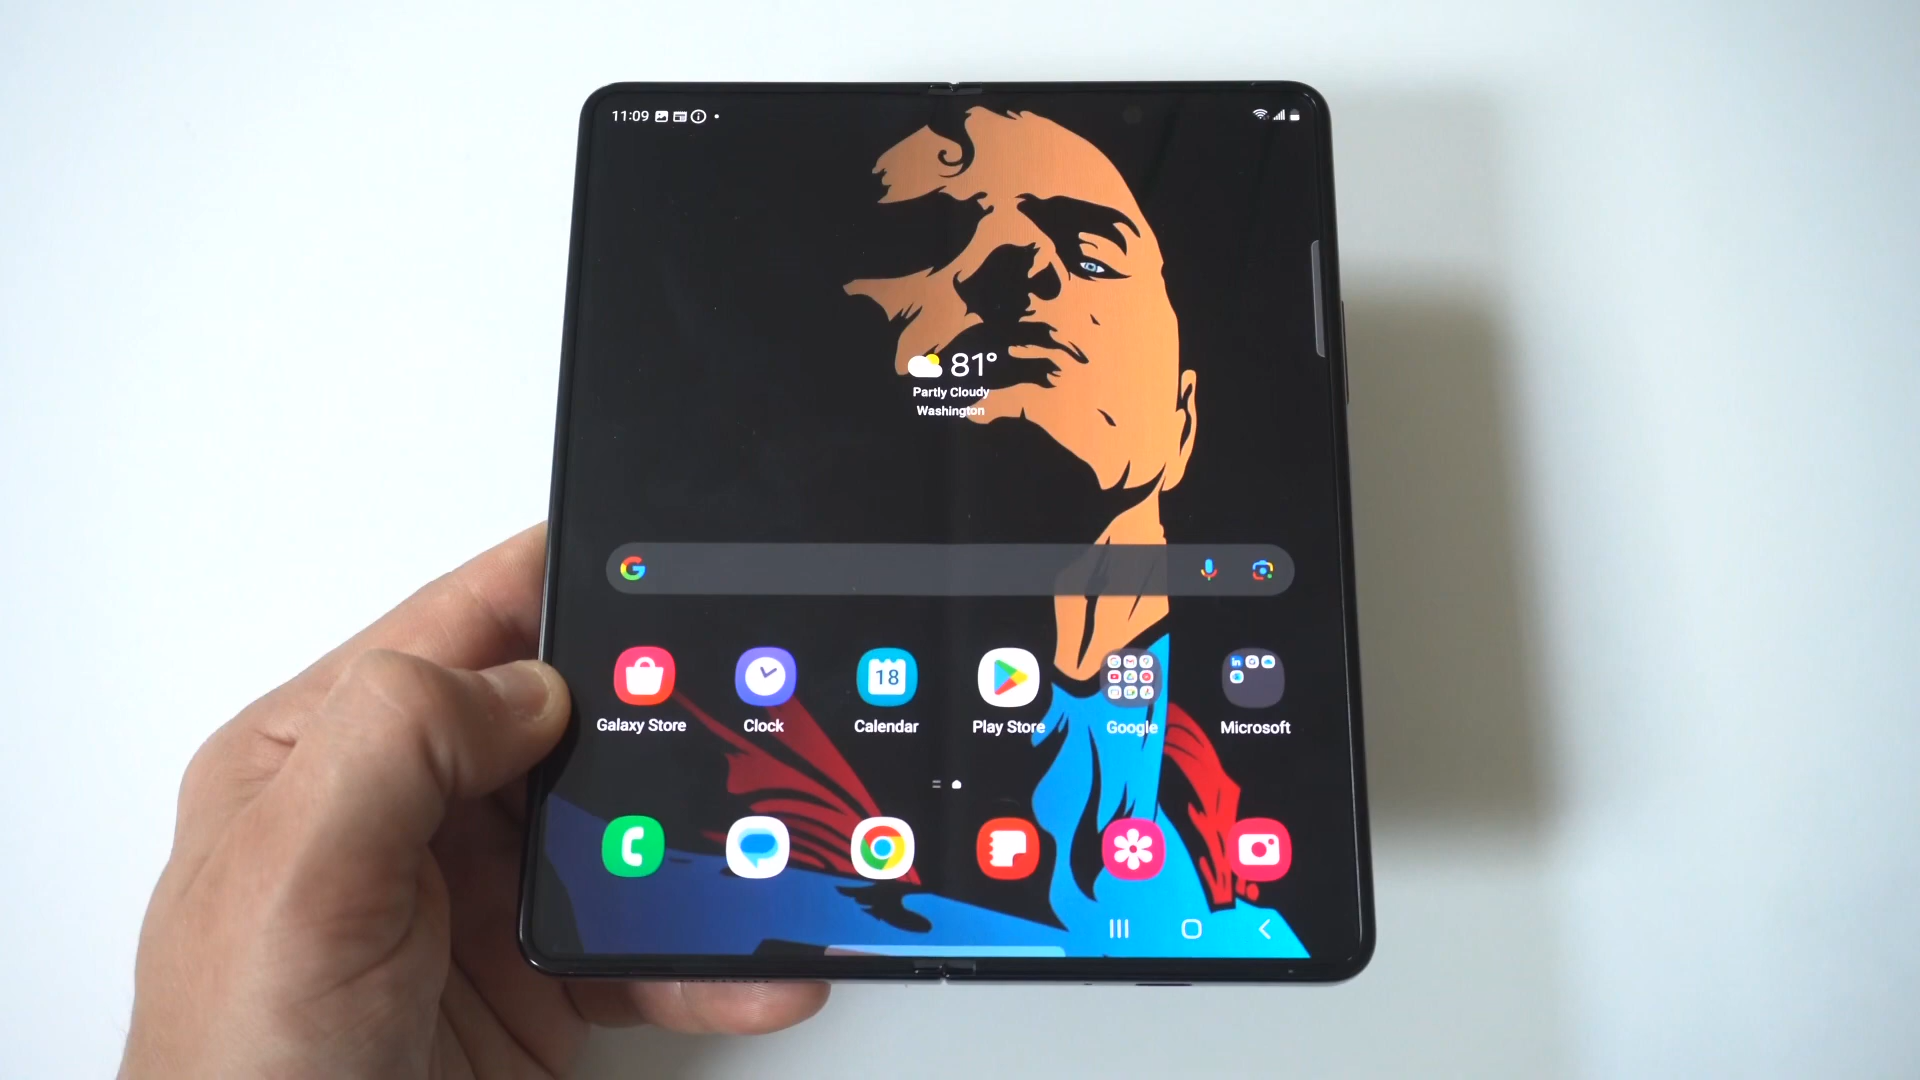 11:09
81°
Partly Cloudy
Washington
G
18
Galaxy Store
Clock
Calendar
Play Store
Google
Microsoft